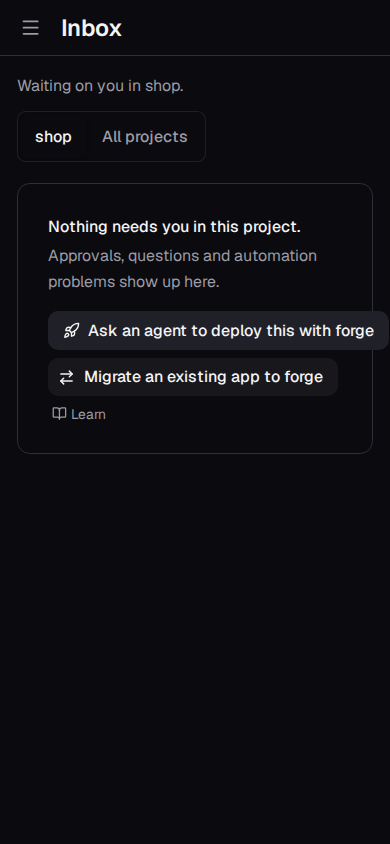 Inbox
Waiting on you in shop.
shop
All projects
Nothing needs you in this project.
Approvals, questions and automation
problems show up here.
Ask an agent to deploy this with forge
Migrate an existing app to forge
Learn